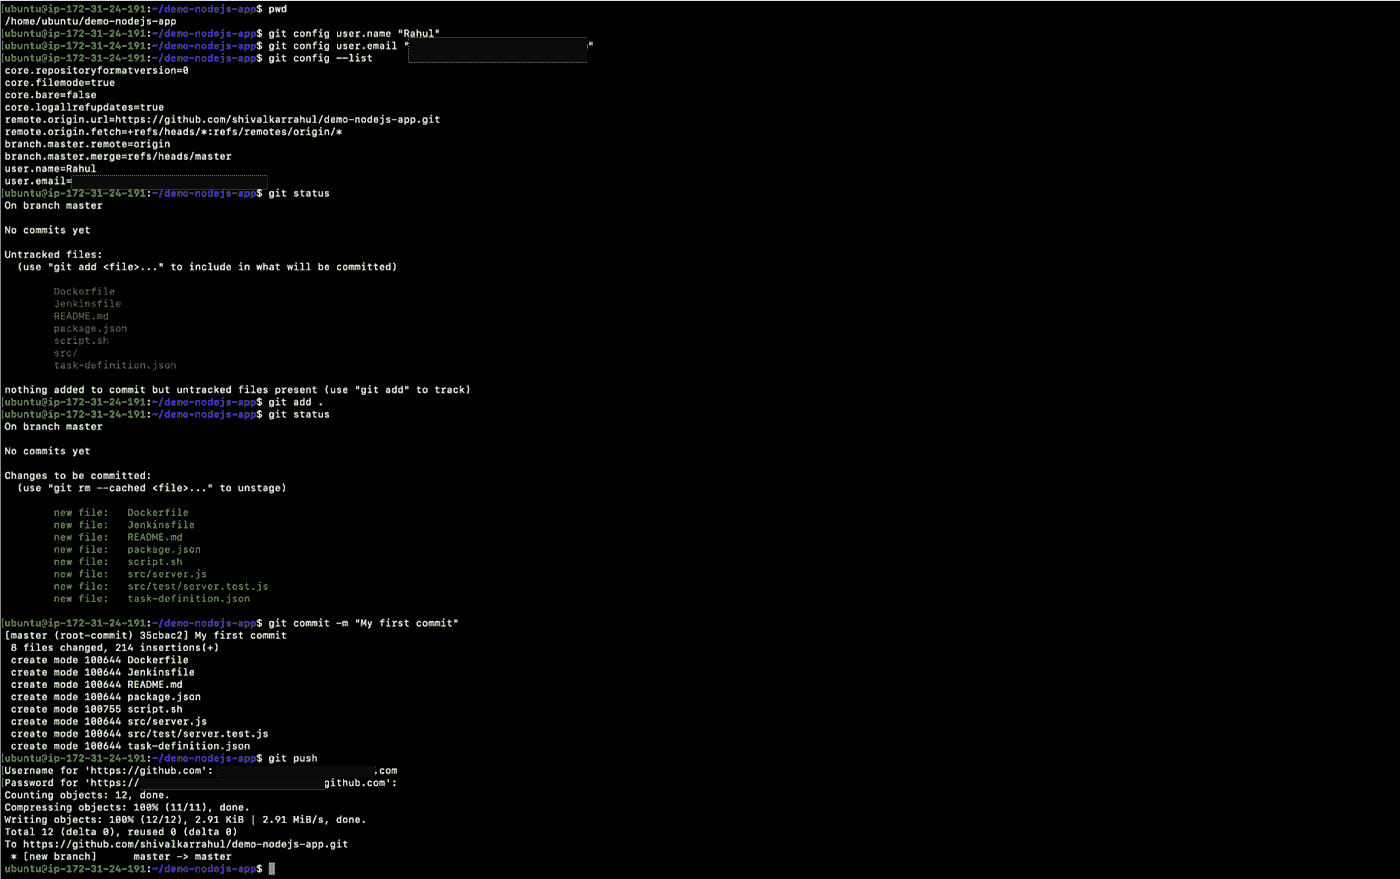 [ubuntu@ip-172-31-24-191:~/demo-nodejs-app$ pwd
/home/ubuntu/demo-nodejs-app
[ubuntu@ip-172-31-24-191:~/demo-nodejs-app$ git config user.name "Rahul"
[ubuntu@ip-172-31-24-191:~/demo-nodejs-app$ git config user.email " "
[ubuntu@ip-172-31-24-191:~/demo-nodejs-app$ git config --list
core.repositoryformatversion=0
core.filemode=true
core.bare=false
core.logallrefupdates=true
remote.origin.url=https://github.com/shivalkarrahul/demo-nodejs-app.git
remote.origin.fetch=+refs/heads/*:refs/remotes/origin/*
branch.master.remote=origin
branch.master.merge=refs/heads/master
user.name=Rahul
user.email=
[ubuntu@ip-172-31-24-191:~/demo-nodejs-app$ git status
On branch master
No commits yet
Untracked files:
(use "git add <file>..." to include in what will be committed)
Dockerfile
Jenkinsfile
README.md
package.json
script.sh
src/
task-definition.json
nothing added to commit but untracked files present (use "git add" to track)
[ubuntu@ip-172-31-24-191:~/demo-nodejs-app$ git add .
[ubuntu@ip-172-31-24-191:~/demo-nodejs-app$ git status
On branch master
No commits yet
Changes to be committed:
(use "git rm --cached <file>..." to unstage)
new file: Dockerfile
new file: Jenkinsfile
new file: README.md
new file: package.json
new file: script.sh
new file: src/server.js
new file: src/test/server.test.js
new file: task-definition.json
[ubuntu@ip-172-31-24-191:~/demo-nodejs-app$ git commit -m "My first commit"
[master (root-commit) 35cbac2] My first commit
8 files changed, 214 insertions(+)
create mode 100644 Dockerfile
create mode 100644 Jenkinsfile
create mode 100644 README.md
create mode 100644 package.json
create mode 100755 script.sh
create mode 100644 src/server.js
create mode 100644 src/test/server.test.js
create mode 100644 task-definition.json
[ubuntu@ip-172-31-24-191:~/demo-nodejs-app$ git push
[Username for 'https://github.com': .com
[Password for 'https:// github.com':
Counting objects: 12, done.
Compressing objects: 100% (11/11), done.
Writing objects: 100% (12/12), 2.91 KiB | 2.91 MiB/s, done.
Total 12 (delta 0), reused 0 (delta 0)
To https://github.com/shivalkarrahul/demo-nodejs-app.git
* [new branch] master -> master
ubuntu@ip-172-31-24-191:~/demo-nodejs-app$